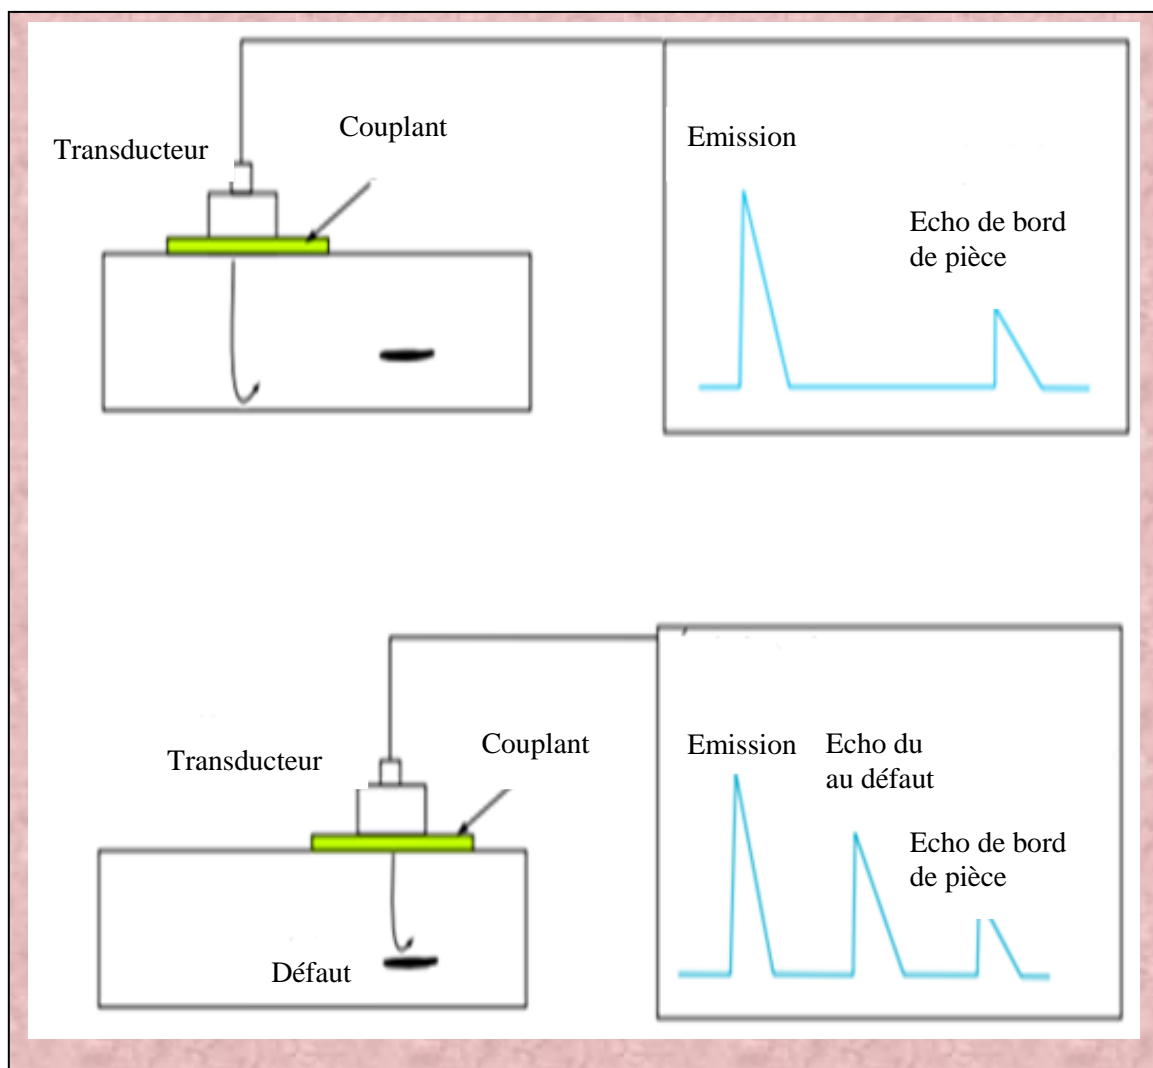 Transducteur
Couplant
Emission
Echo de bord
de pièce
Transducteur
Couplant
Défaut
Emission
Echo du
au défaut
Echo de bord
de pièce